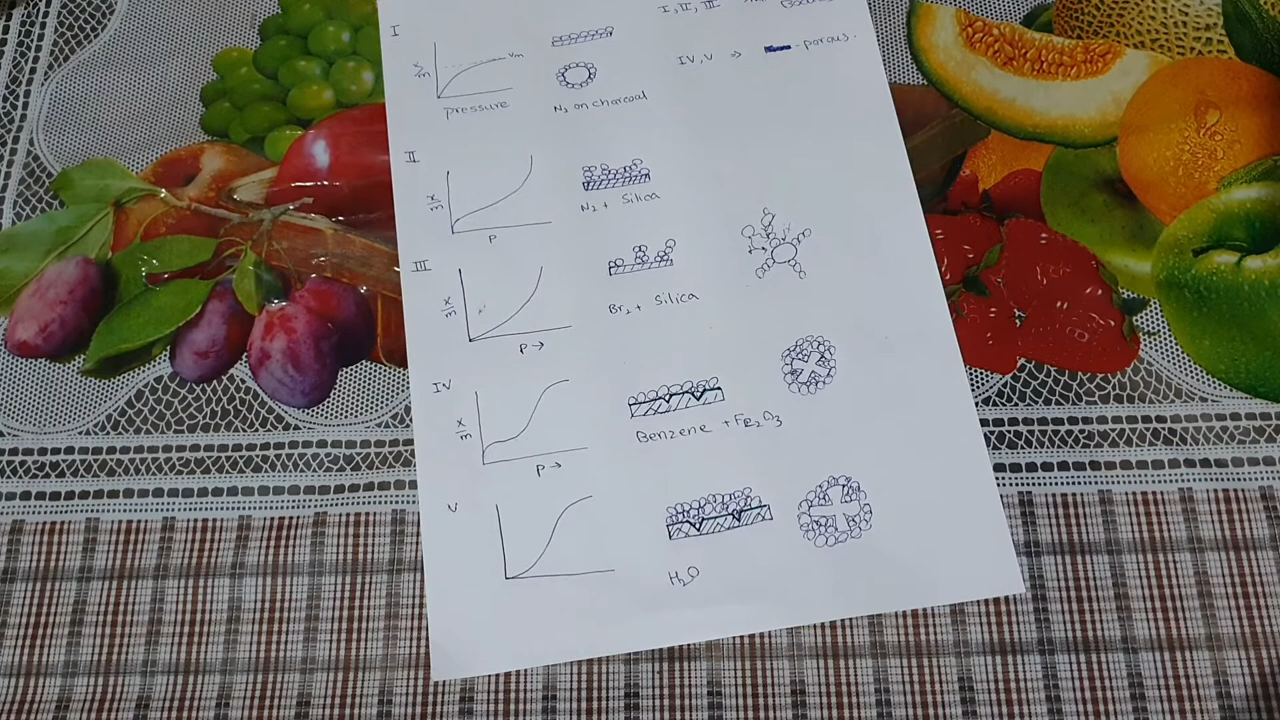 I, II, III
IV, V ⇒ - porous.
I
x/m
Vm
pressure
N₂ on charcoal
II
x/m
P
N₂ + Silica
III
x/m
P →
Br₂ + Silica
IV
x/m
P →
Benzene + Fe₂O₃
V
H₂O